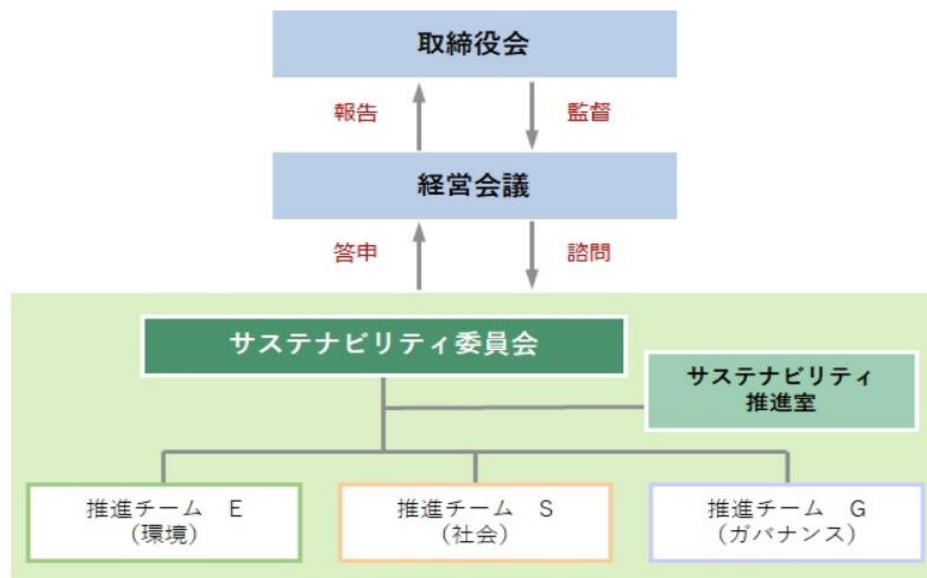 取締役会
報告
監督
経営会議
答申
諮問
サステナビリティ委員会
サステナビリティ
推進室
推進チーム　E
(環境)
推進チーム　S
(社会)
推進チーム　G
(ガバナンス)